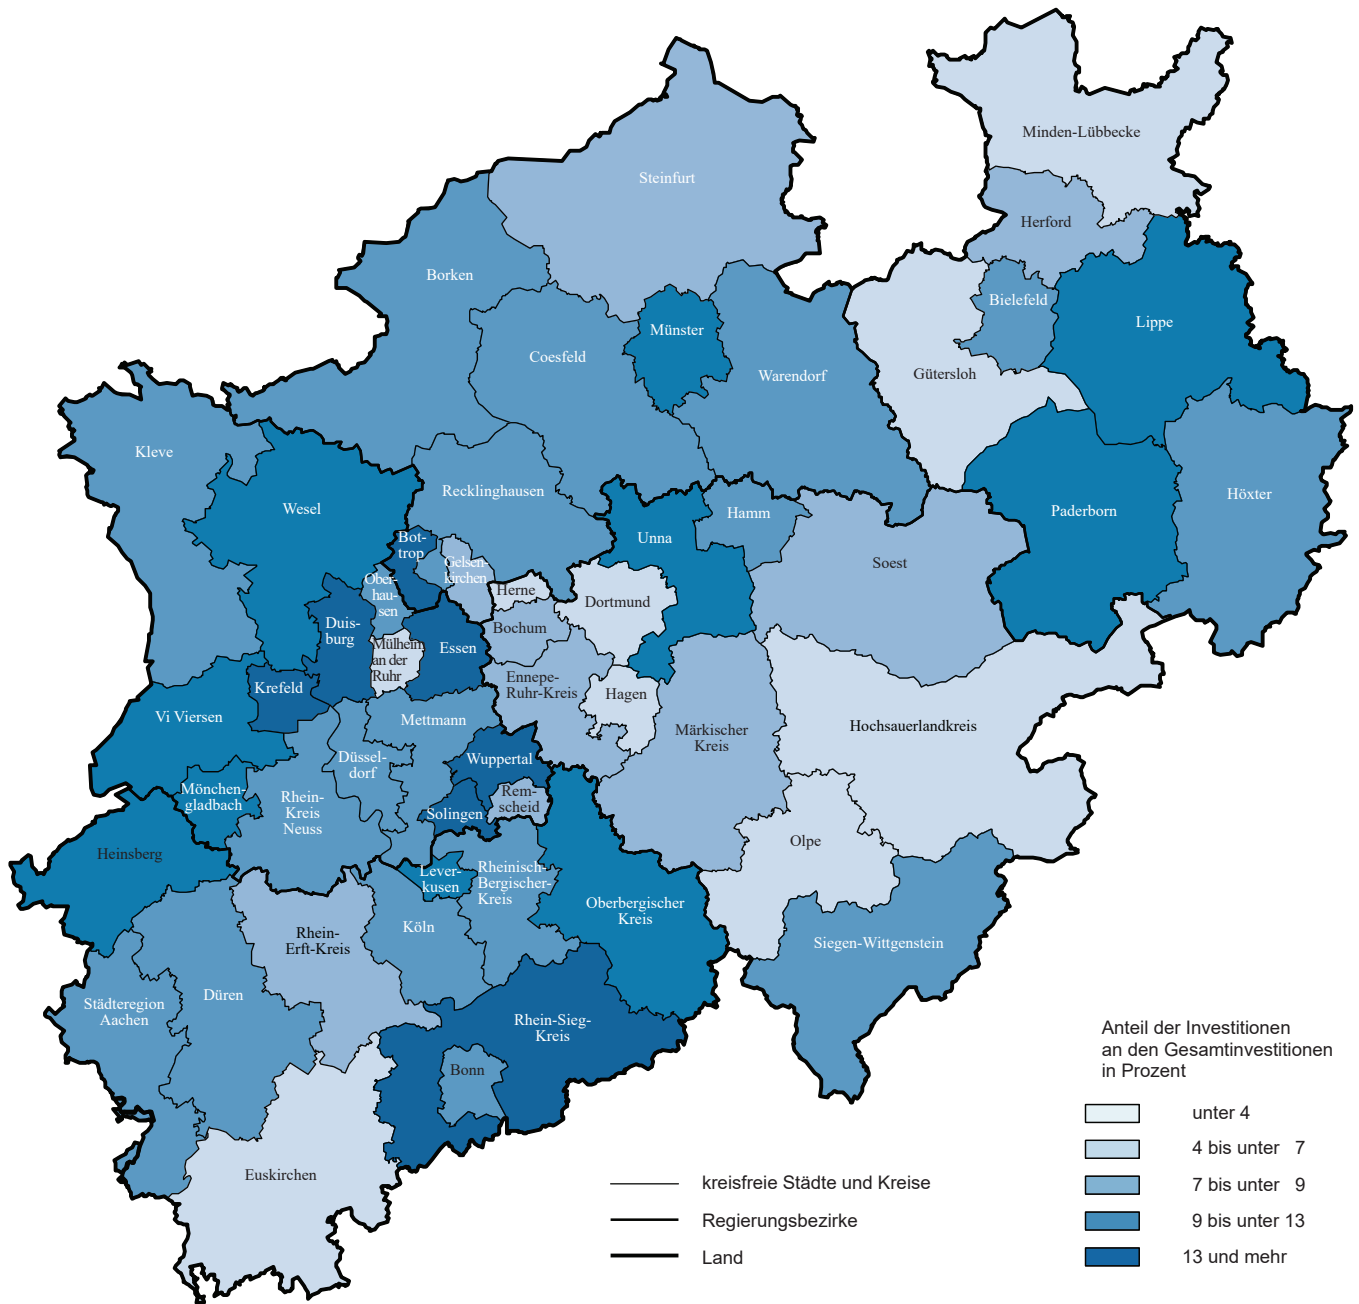 Minden-Lübbecke
Steinfurt
Herford
Borken
Bielefeld
Lippe
Münster
Coesfeld
Warendorf
Gütersloh
Kleve
Recklinghausen
Höxter
Wesel
Hamm
Paderborn
Unna
Bot-
trop
Gelsen-
kirchen
Soest
Ober-
hau-
sen
Herne
Dortmund
Duis-
burg
Bochum
Mülheim
an der
Ruhr
Essen
Krefeld
Ennepe-
Ruhr-Kreis
Hagen
Vi Viersen
Mettmann
Hochsauerlandkreis
Märkischer
Kreis
Düssel-
dorf
Wuppertal
Mönchen-
gladbach
Rhein-
Kreis
Neuss
Rem-
scheid
Solingen
Heinsberg
Olpe
Lever-
kusen
Rheinisch-
Bergischer-
Kreis
Oberbergischer
Kreis
Köln
Rhein-
Erft-Kreis
Siegen-Wittgenstein
Düren
Städteregion
Aachen
Rhein-Sieg-
Kreis
Bonn
Euskirchen
Anteil der Investitionen
an den Gesamtinvestitionen
in Prozent
unter 4
4 bis unter 7
7 bis unter 9
9 bis unter 13
13 und mehr
kreisfreie Städte und Kreise
Regierungsbezirke
Land